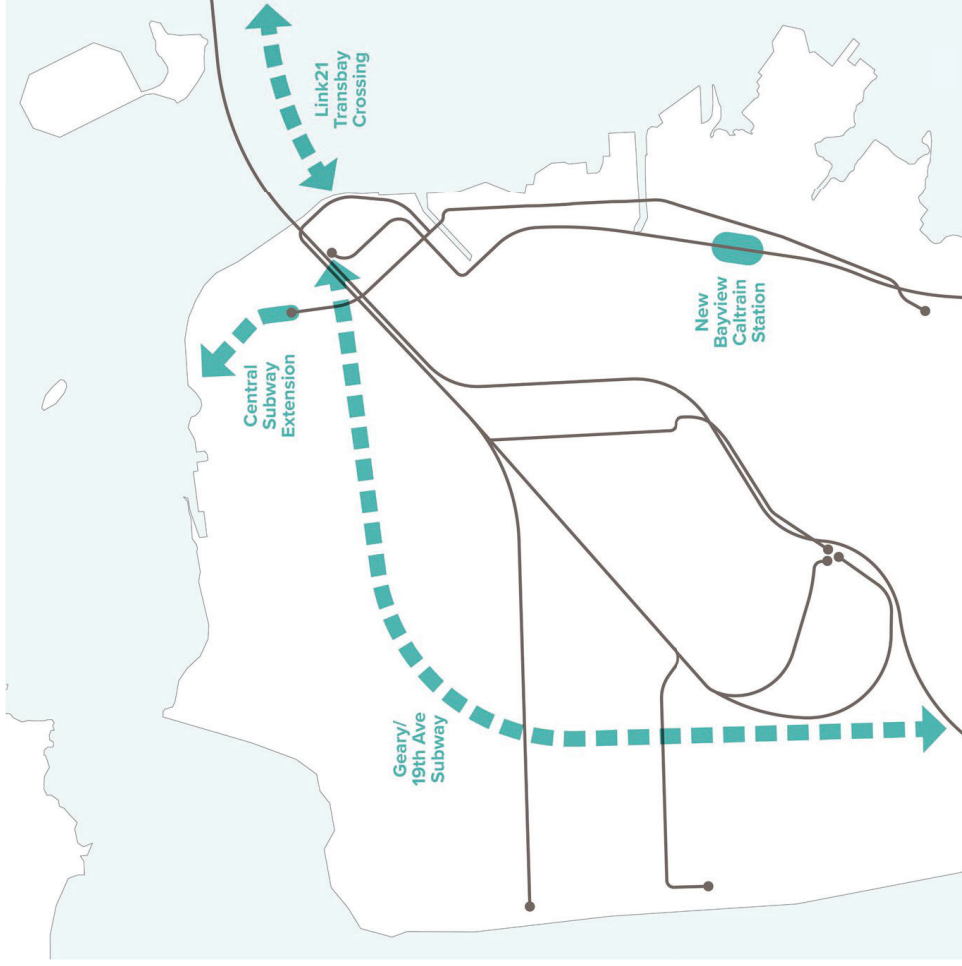 Link21
Transbay
Crossing
Central
Subway
Extension
New
Bayview
Caltrain
Station
Geary/
19th Ave
Subway